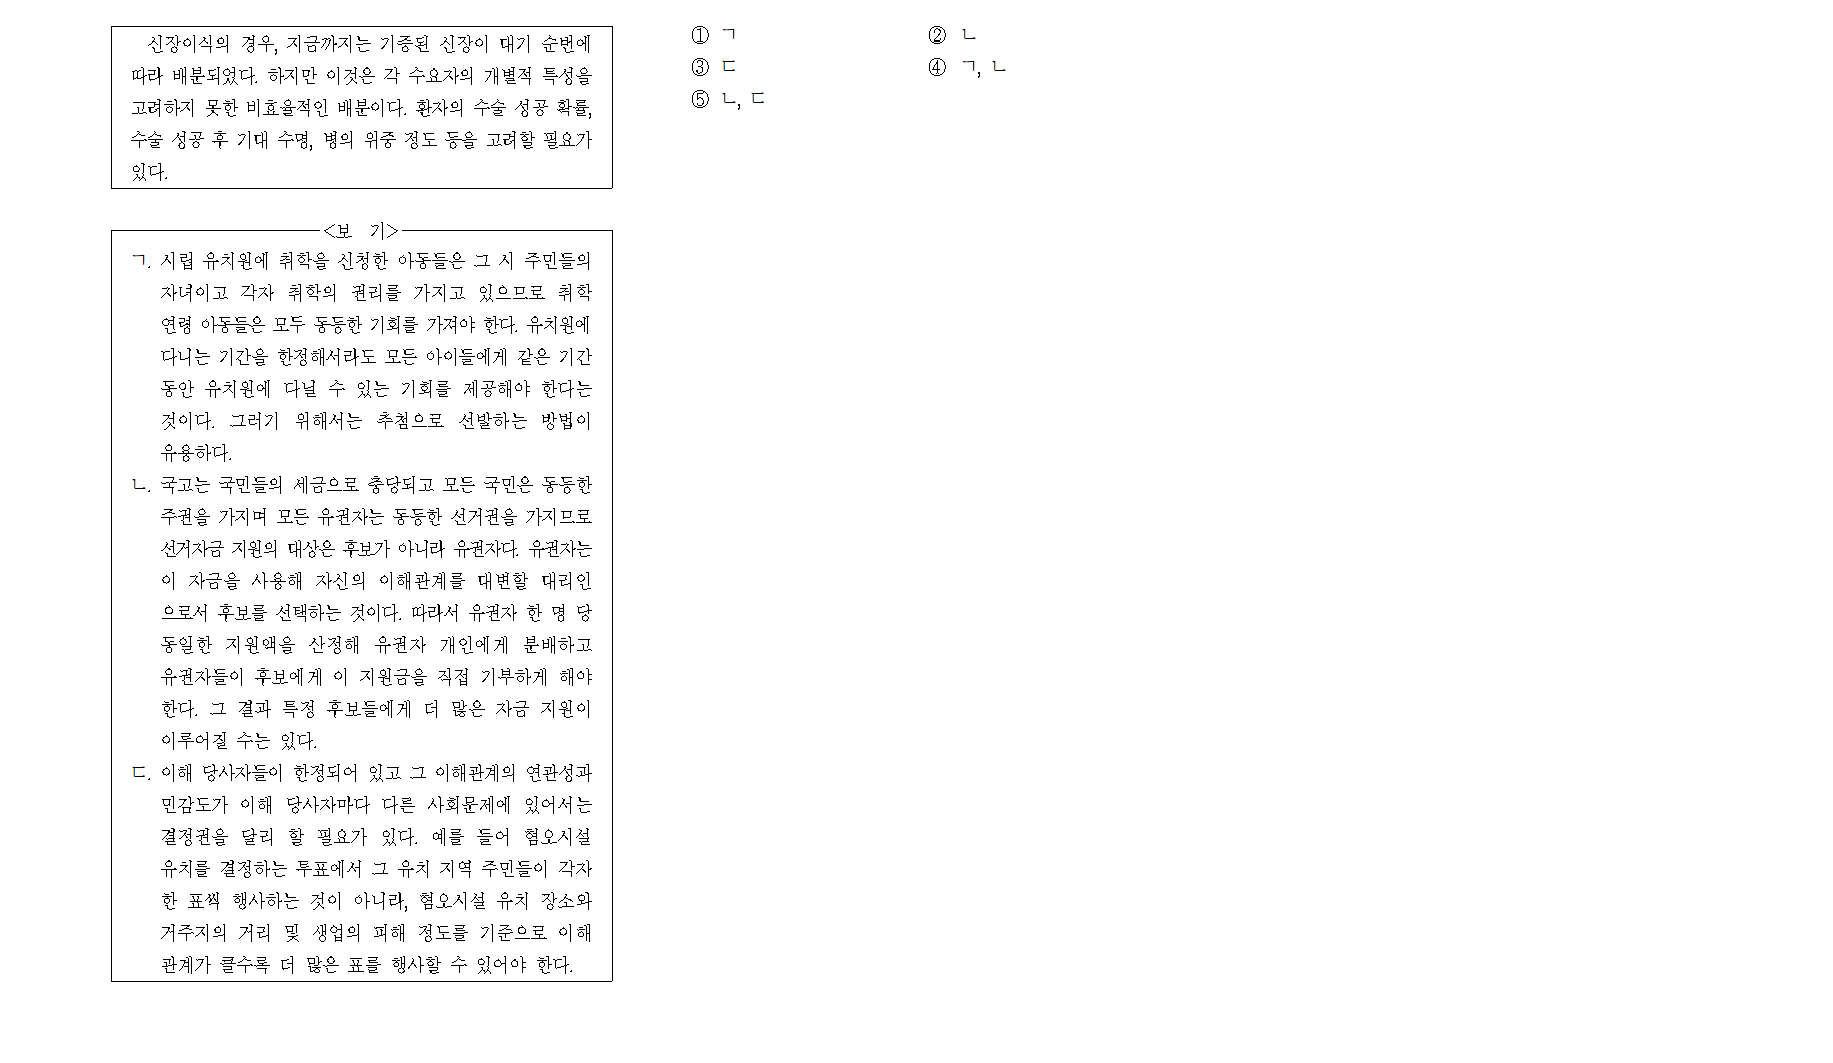 신장이식의 경우, 지금까지는 기증된 신장이 대기 순번에
따라 배분되었다. 하지만 이것은 각 수요자의 개별적 특성을
고려하지 못한 비효율적인 배분이다. 환자의 수술 성공 확률,
수술 성공 후 기대 수명, 병의 위중 정도 등을 고려할 필요가
있다.
<보 기>
ㄱ. 시립 유치원에 취학을 신청한 아동들은 그 시 주민들의
자녀이고 각자 취학의 권리를 가지고 있으므로 취학
연령 아동들은 모두 동등한 기회를 가져야 한다. 유치원에
다니는 기간을 한정해서라도 모든 아이들에게 같은 기간
동안 유치원에 다닐 수 있는 기회를 제공해야 한다는
것이다. 그러기 위해서는 추첨으로 선발하는 방법이
유용하다.
ㄴ. 국고는 국민들의 세금으로 충당되고 모든 국민은 동등한
주권을 가지며 모든 유권자는 동등한 선거권을 가지므로
선거자금 지원의 대상은 후보가 아니라 유권자다. 유권자는
이 자금을 사용해 자신의 이해관계를 대변할 대리인
으로서 후보를 선택하는 것이다. 따라서 유권자 한 명 당
동일한 지원액을 산정해 유권자 개인에게 분배하고
유권자들이 후보에게 이 지원금을 직접 기부하게 해야
한다. 그 결과 특정 후보들에게 더 많은 자금 지원이
이루어질 수는 있다.
ㄷ. 이해 당사자들이 한정되어 있고 그 이해관계의 연관성과
민감도가 이해 당사자마다 다른 사회문제에 있어서는
결정권을 달리 할 필요가 있다. 예를 들어 혐오시설
유치를 결정하는 투표에서 그 유치 지역 주민들이 각자
한 표씩 행사하는 것이 아니라, 혐오시설 유치 장소와
거주지의 거리 및 생업의 피해 정도를 기준으로 이해
관계가 클수록 더 많은 표를 행사할 수 있어야 한다.
① ㄱ ② ㄴ
③ ㄷ ④ ㄱ, ㄴ
⑤ ㄴ, ㄷ